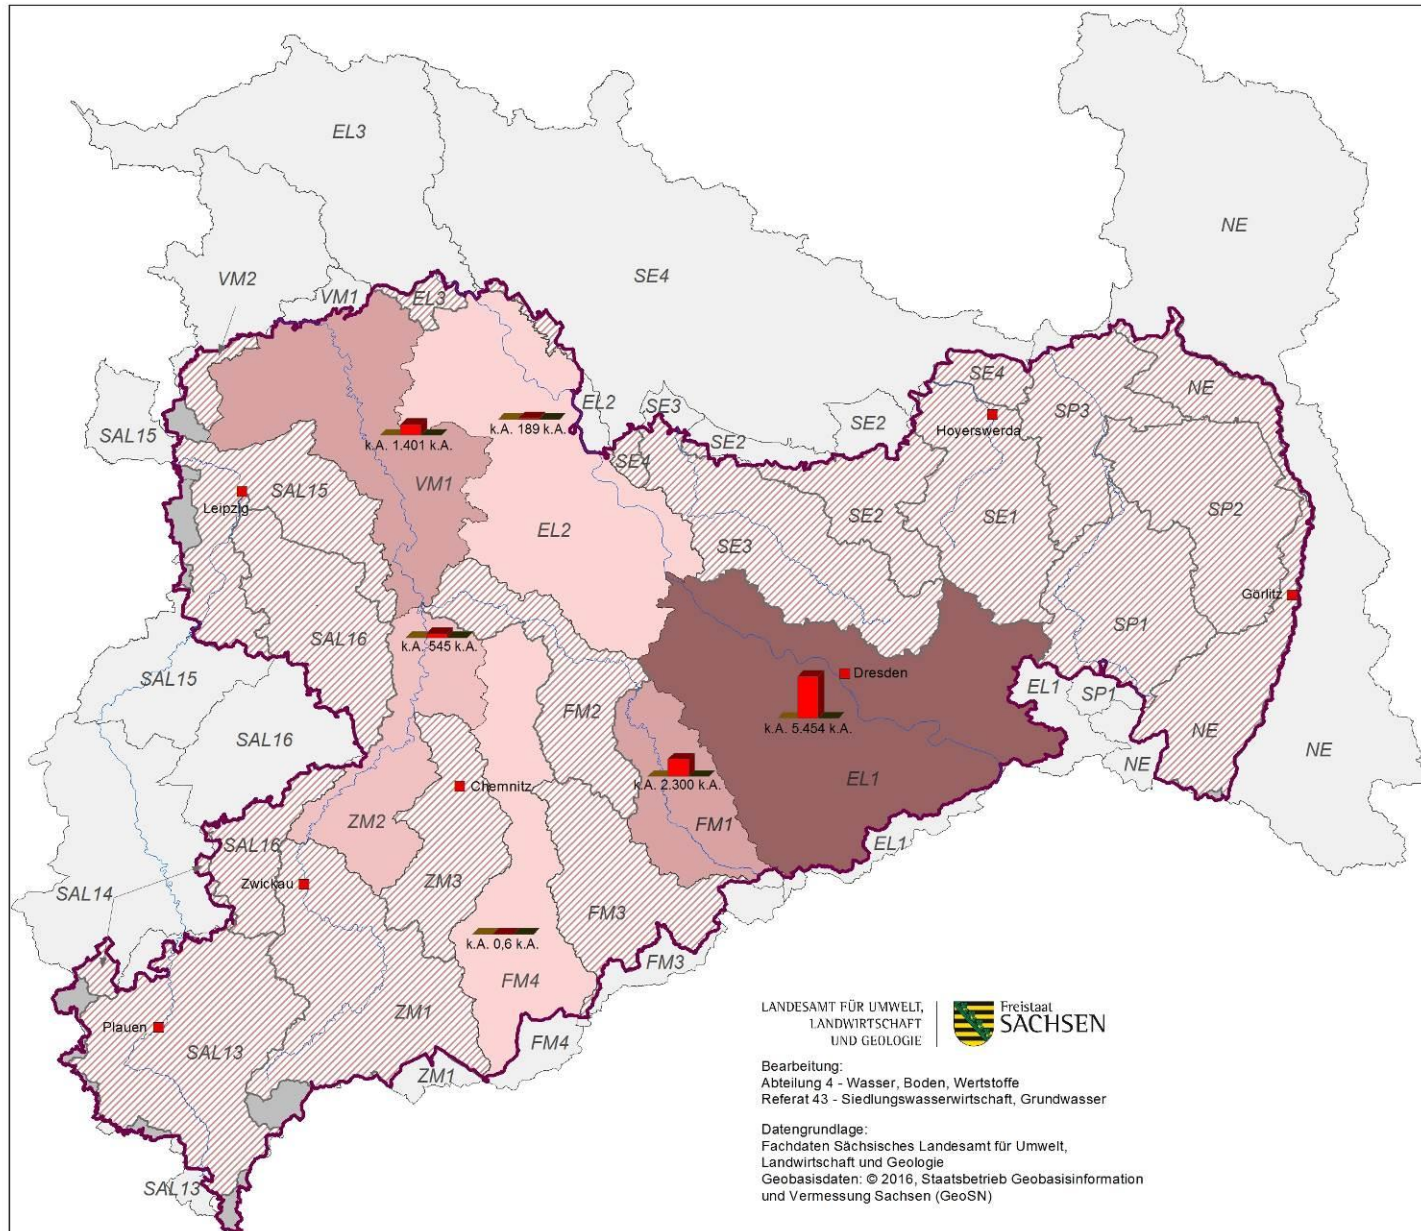 EL3
NE
VM2
SE4
VM1
EL3
SE4
NE
EL2
SE3
SP3
SAL15
SE2
SE2
Hoyerswerda
k.A. 189 k.A.
k.A. 1.401 k.A.
SE4
VM1
SAL15
Leipzig
SE2
SP2
SE1
EL2
SE3
Görlitz
SAL16
SP1
k.A. 545 k.A.
SAL15
Dresden
EL1
SP1
FM2
SAL16
k.A. 5.454 k.A.
NE
NE
NE
EL1
Chemnitz
k.A. 2.300 k.A.
ZM2
FM1
SAL16
EL1
ZM3
Zwickau
SAL14
FM3
k.A. 0,6 k.A.
FM3
FM4
ZM1
Plauen
SAL13
FM4
ZM1
SAL13
LANDESAMT FÜR UMWELT,
LANDWIRTSCHAFT
UND GEOLOGIE
Freistaat
SACHSEN
Bearbeitung:
Abteilung 4 - Wasser, Boden, Wertstoffe
Referat 43 - Siedlungswasserwirtschaft, Grundwasser
Datengrundlage:
Fachdaten Sächsisches Landesamt für Umwelt,
Landwirtschaft und Geologie
Geobasisdaten: © 2016, Staatsbetrieb Geobasisinformation
und Vermessung Sachsen (GeoSN)